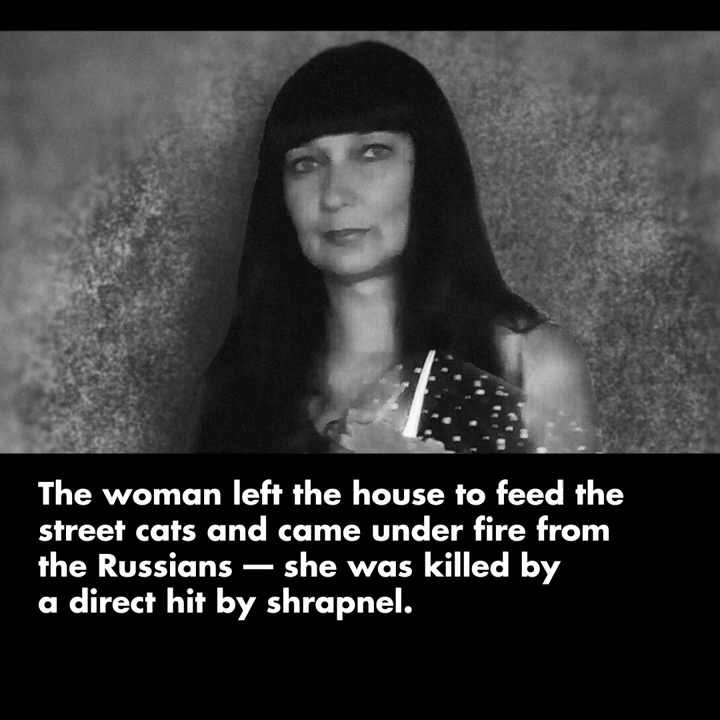 The woman left the house to feed the
street cats and came under fire from
the Russians — she was killed by
a direct hit by shrapnel.